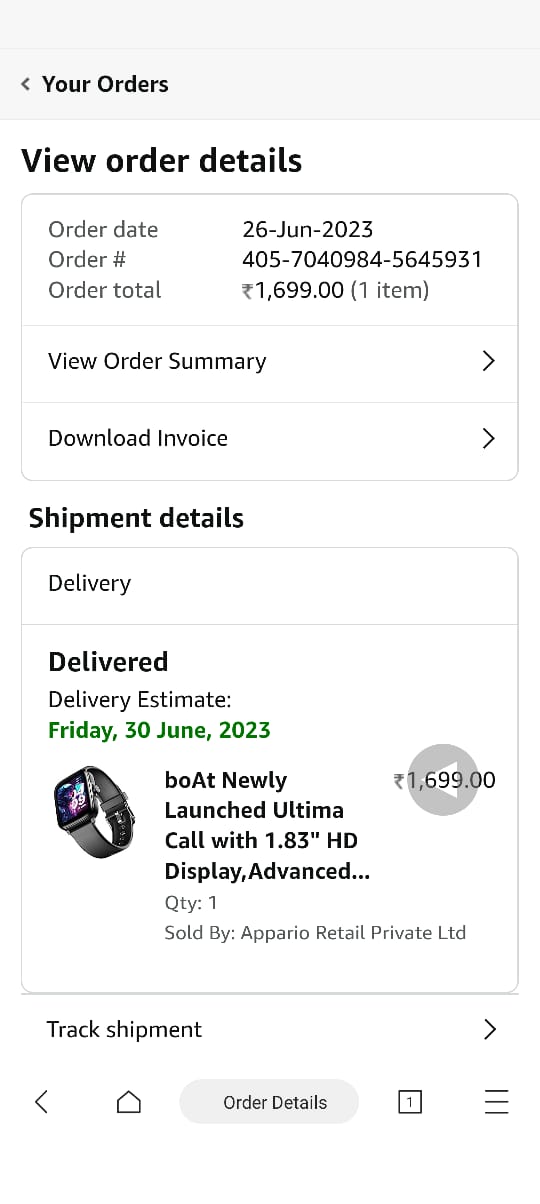 Your Orders
View order details
Order date 26-Jun-2023
Order # 405-7040984-5645931
Order total ₹1,699.00 (1 item)
View Order Summary
Download Invoice
Shipment details
Delivery
Delivered
Delivery Estimate:
Friday, 30 June, 2023
boAt Newly ₹1,699.00
Launched Ultima
Call with 1.83" HD
Display,Advanced...
Qty: 1
Sold By: Appario Retail Private Ltd
Track shipment
Order Details 1